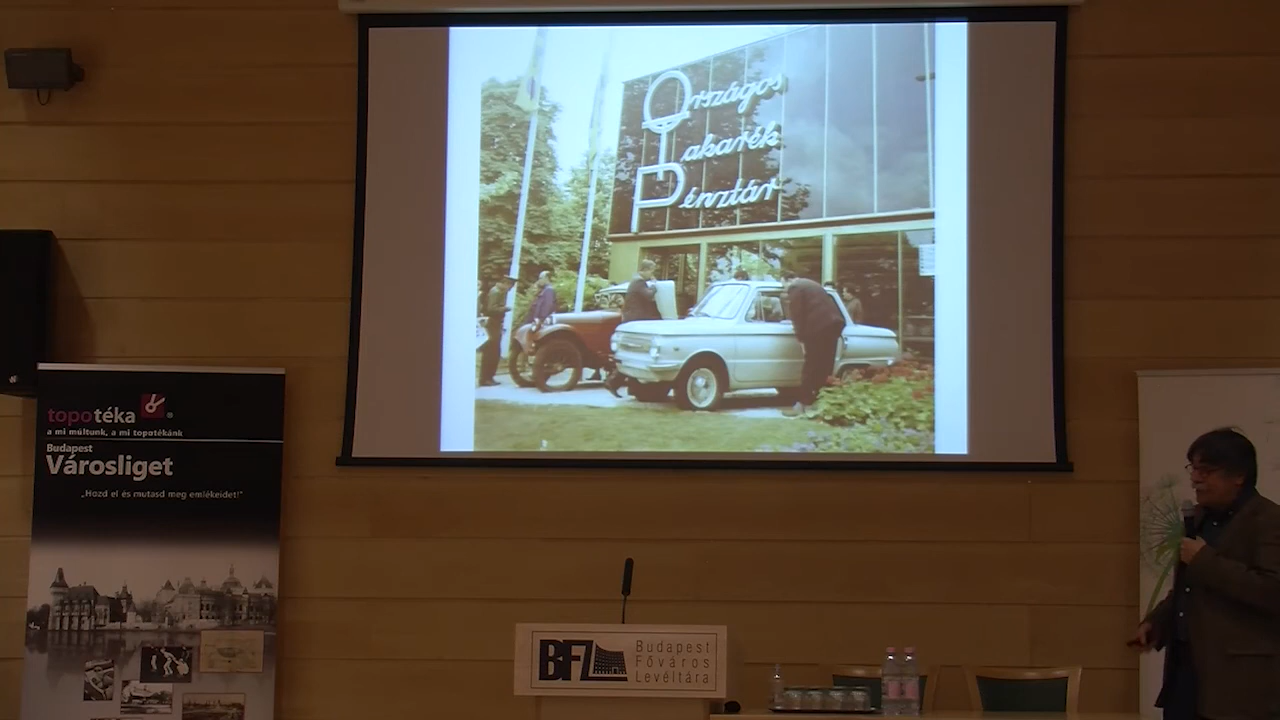 Országos
Takarék
Pénztár
topotéka ®
a mi múltunk, a mi topotékánk
Budapest
Városliget
„Hozd el és mutasd meg emlékeidet!”
BFL
Budapest
Főváros
Levéltára